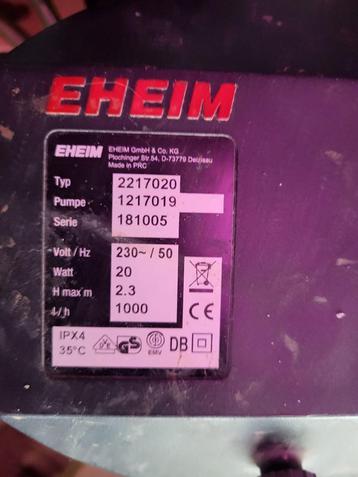 EHEIM
EHEIM EHEIM GmbH & Co. KG
Plochinger Str.54, D-73779 Deizisau
Made in PRC
Typ 2217020
Pumpe 1217019
Serie 181005
Volt / Hz 230~ / 50
Watt 20
H max m 2.3
l / h 1000
IPX4
35°C GS EMV DB CE